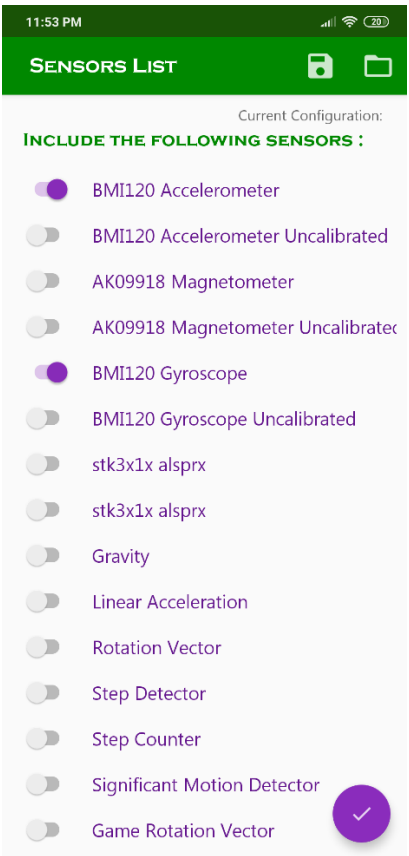 11:53 PM 20
Sensors List
Current Configuration:
Include the following sensors :
BMI120 Accelerometer
BMI120 Accelerometer Uncalibrated
AK09918 Magnetometer
AK09918 Magnetometer Uncalibrated
BMI120 Gyroscope
BMI120 Gyroscope Uncalibrated
stk3x1x alsprx
stk3x1x alsprx
Gravity
Linear Acceleration
Rotation Vector
Step Detector
Step Counter
Significant Motion Detector
Game Rotation Vector